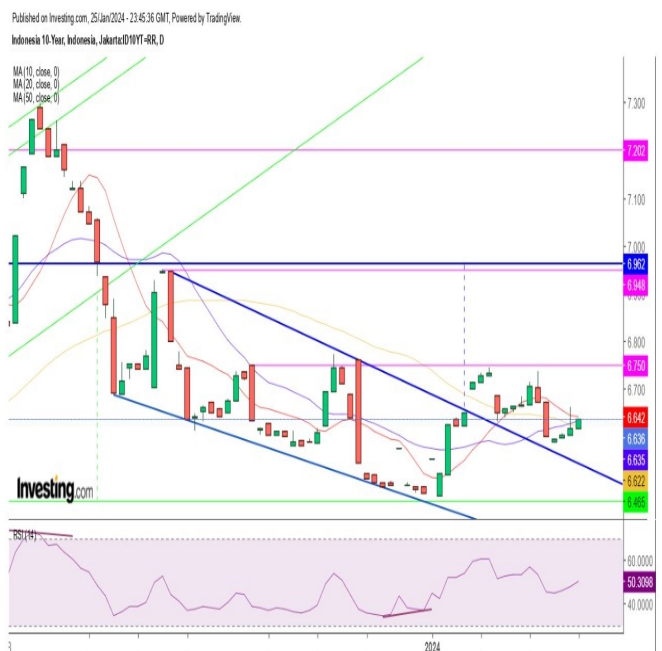 Published on Investing.com, 25/Jan/2024 - 23:45:36 GMT, Powered by TradingView.
Indonesia 10-Year, Indonesia, Jakarta:ID10YT=RR, D
MA (10, close, 0)
MA (20, close, 0)
MA (50, close, 0)
7.300
7.202
7.100
7.000
6.962
6.948
6.800
6.750
6.700
6.642
6.636
6.635
6.622
6.465
Investing.com
RSI (14)
60.0000
50.3098
40.0000
2024